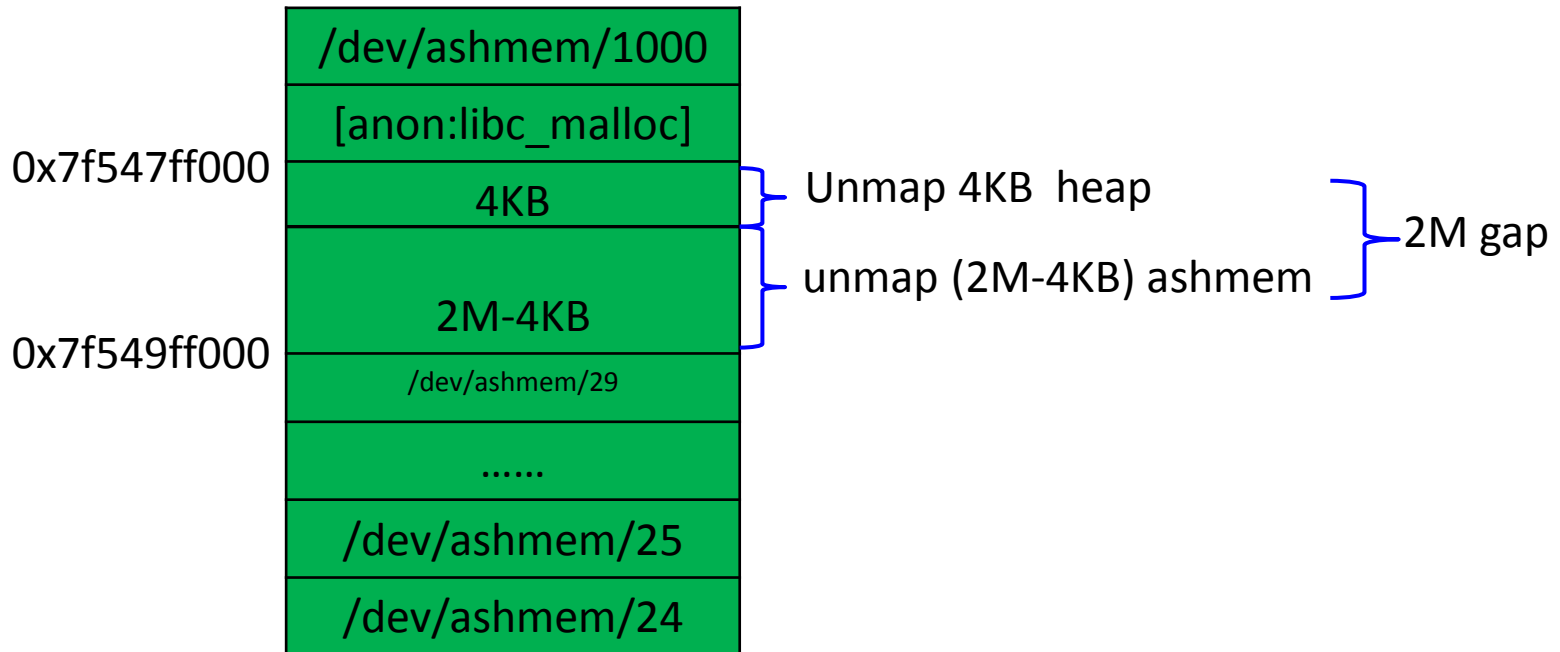 /dev/ashmem/1000
[anon:libc_malloc]
0x7f547ff000
4KB
Unmap 4KB heap
2M gap
unmap (2M-4KB) ashmem
2M-4KB
0x7f549ff000
/dev/ashmem/29
......
/dev/ashmem/25
/dev/ashmem/24